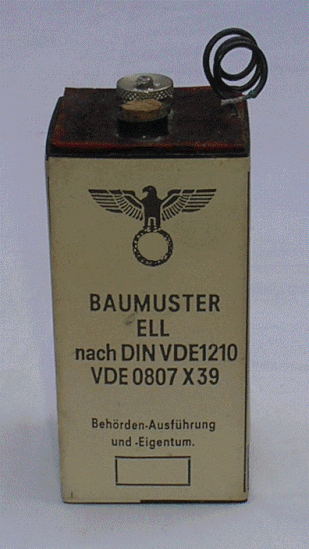 BAUMUSTER
ELL
nach DIN VDE1210
VDE 0807 X39
Behörden-Ausführung
und -Eigentum.